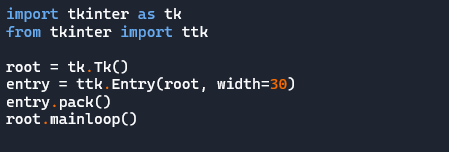 import tkinter as tk
from tkinter import ttk

root = tk.Tk()
entry = ttk.Entry(root, width=30)
entry.pack()
root.mainloop()